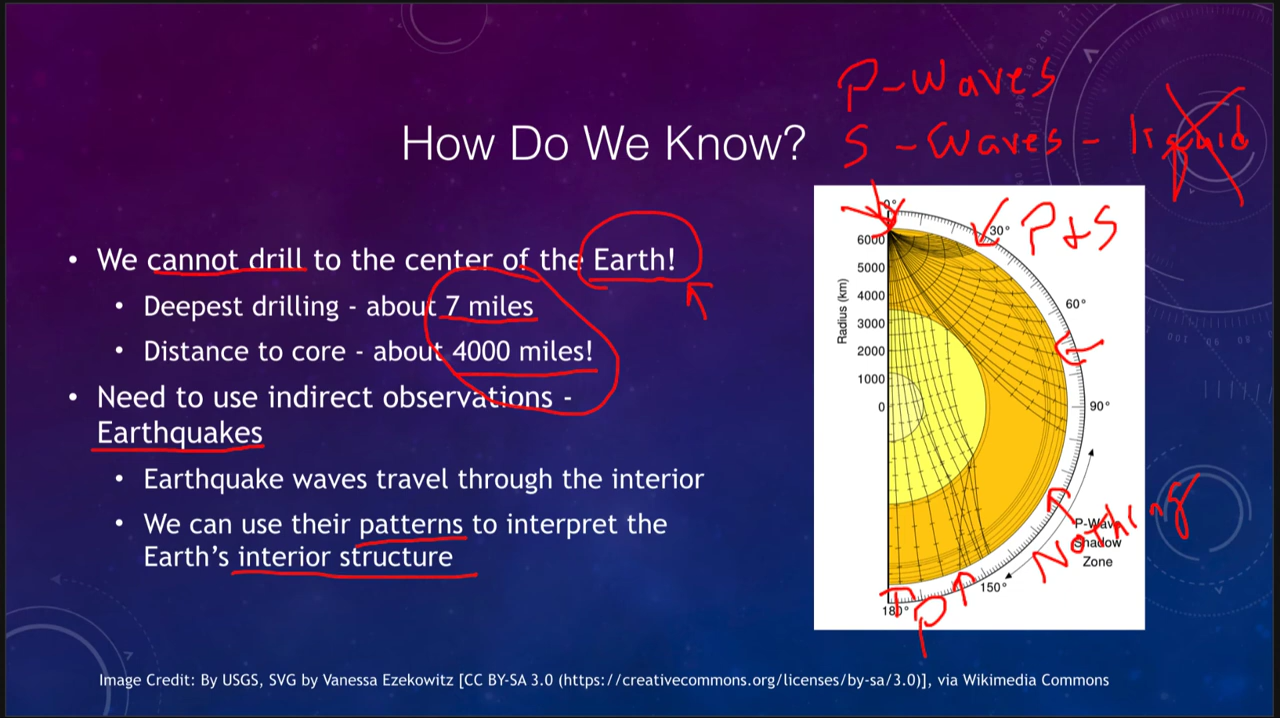 P-Waves
How Do We Know?
S-Waves - liquid
• We cannot drill to the center of the Earth!
• Deepest drilling - about 7 miles
• Distance to core - about 4000 miles!
• Need to use indirect observations -
Earthquakes
• Earthquake waves travel through the interior
• We can use their patterns to interpret the
Earth's interior structure
0°
30°
P & S
60°
90°
150°
180°
Radius (km)
6000
5000
4000
3000
2000
1000
0
P-Wave
Shadow
Zone
Nothing
P
Image Credit: By USGS, SVG by Vanessa Ezekowitz [CC BY-SA 3.0 (https://creativecommons.org/licenses/by-sa/3.0)], via Wikimedia Commons